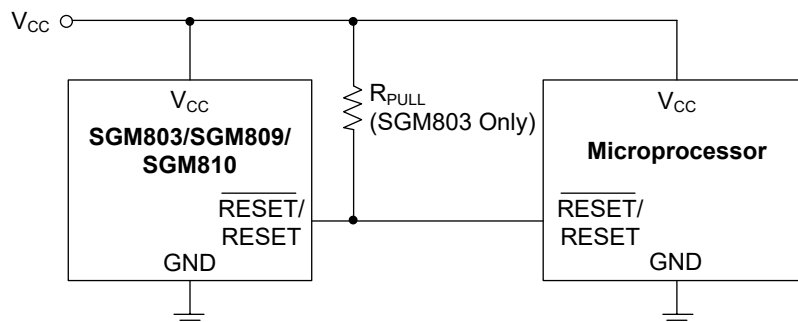 VCC
VCC
SGM803/SGM809/
SGM810
RESET/
RESET
GND
RPULL
(SGM803 Only)
VCC
Microprocessor
RESET/
RESET
GND